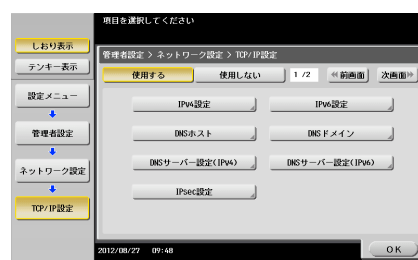 項目を選択してください
しおり表示
テンキー表示
設定メニュー
管理者設定
ネットワーク設定
TCP/IP設定
管理者設定 > ネットワーク設定 > TCP/IP設定
使用する
使用しない
1 /2
前画面
次画面
IPv4設定
IPv6設定
DNSホスト
DNSドメイン
DNSサーバー設定(IPv4)
DNSサーバー設定(IPv6)
IPsec設定
2012/08/27 09:48
OK